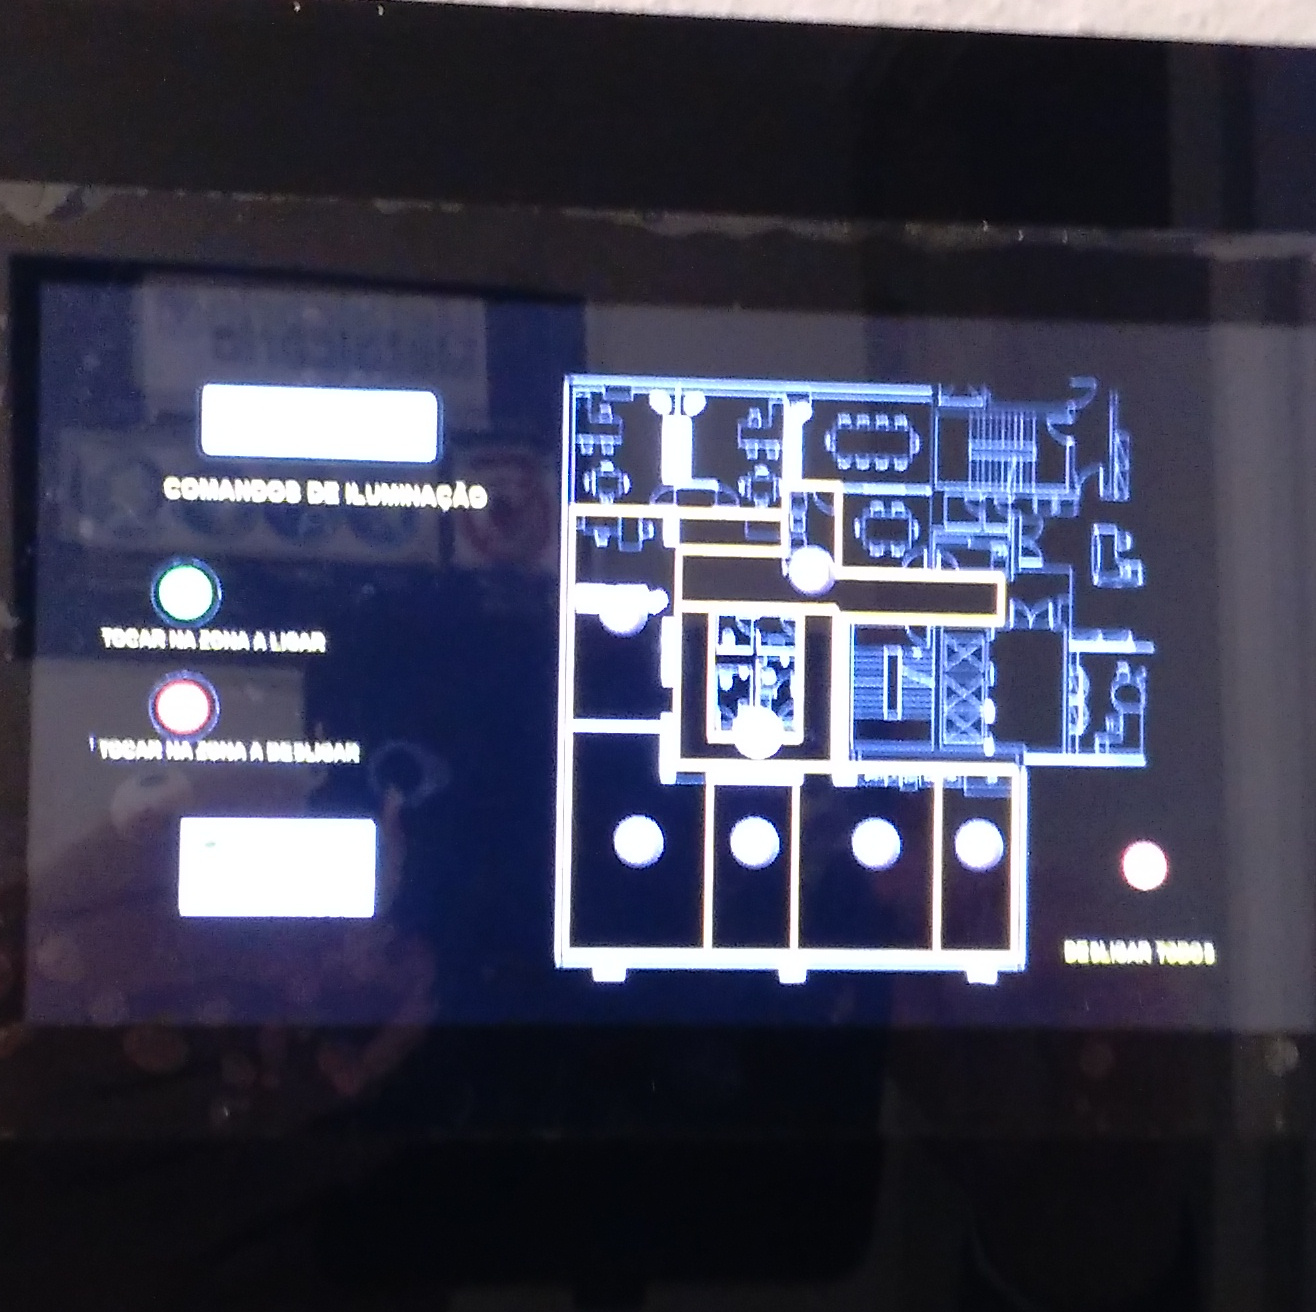 COMANDOS DE ILUMINAÇÃO
TOCAR NA ZONA A LIGAR
TOCAR NA ZONA A DESLIGAR
DESLIGAR TODOS